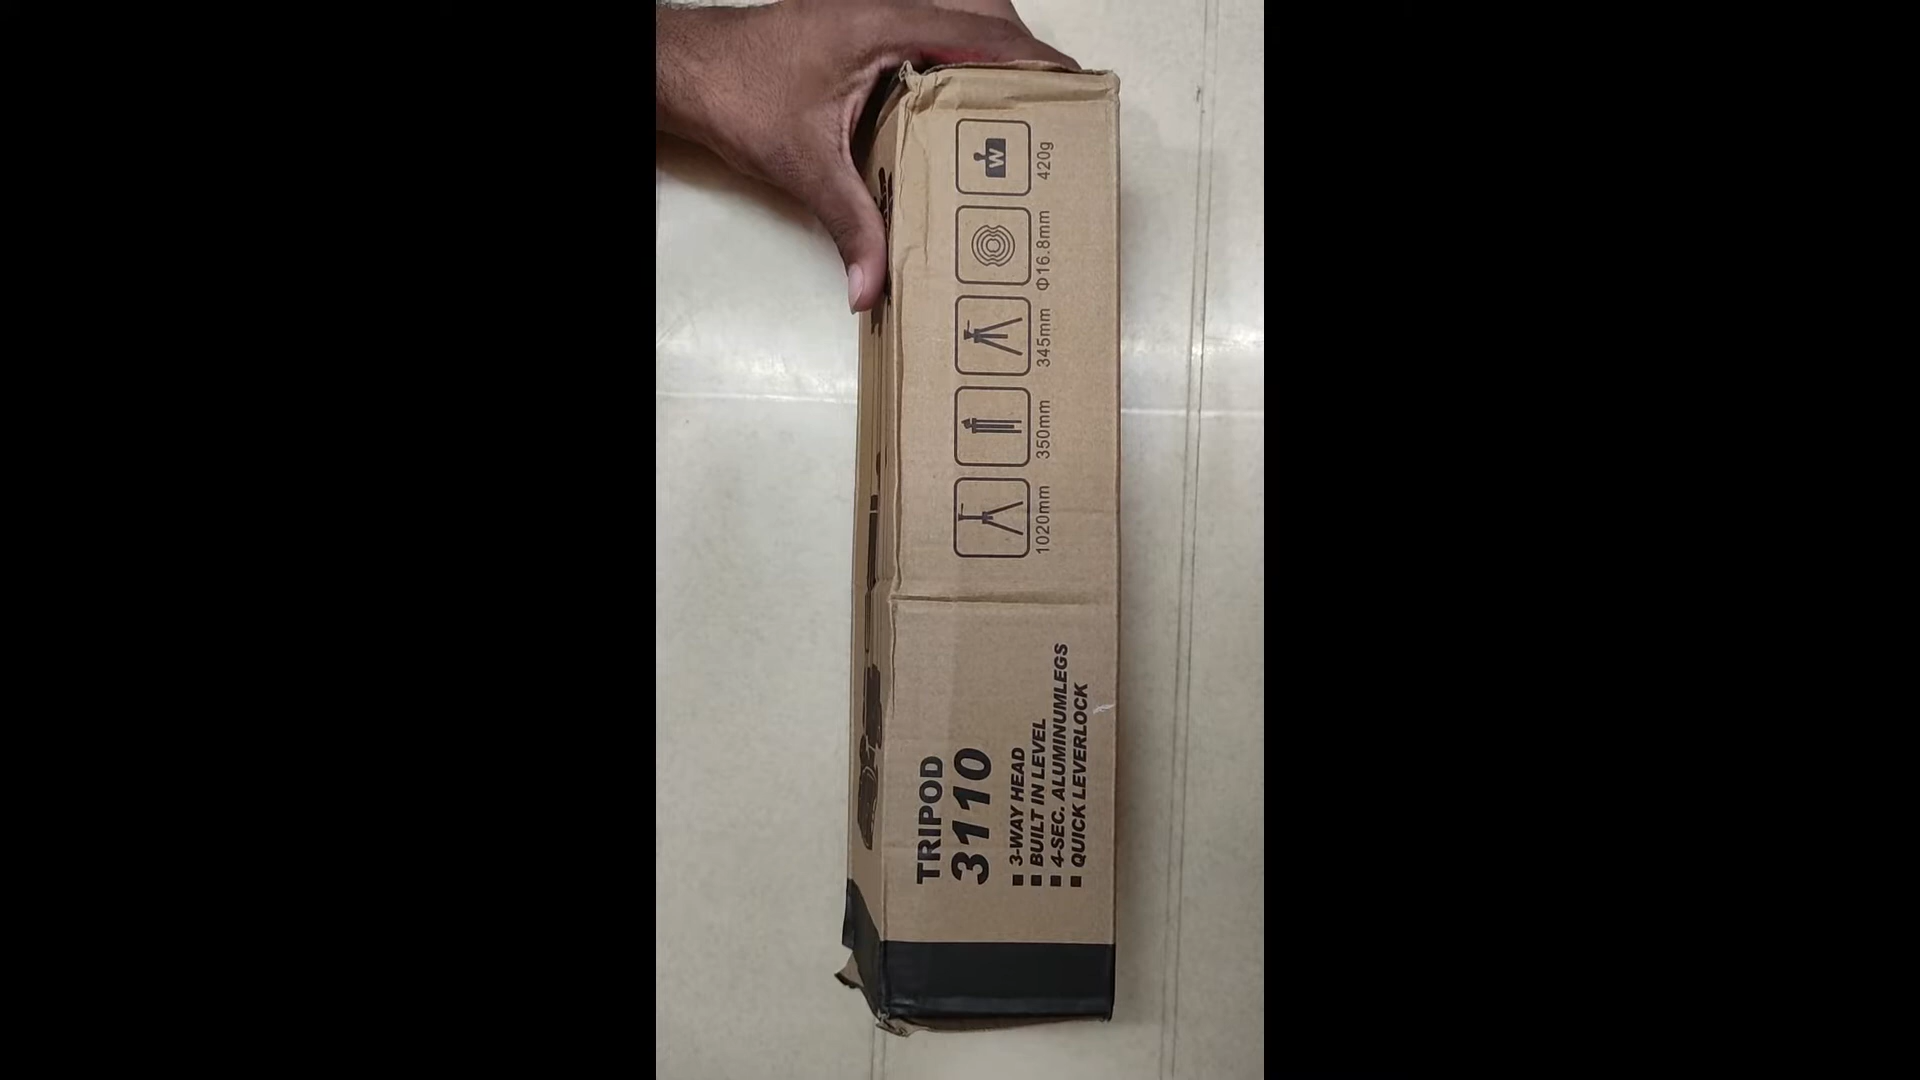 TRIPOD
3110
3-WAY HEAD
BUILT IN LEVEL
4-SEC. ALUMINUMLEGS
QUICK LEVERLOCK
1020mm
350mm
345mm
Φ16.8mm
W
420g